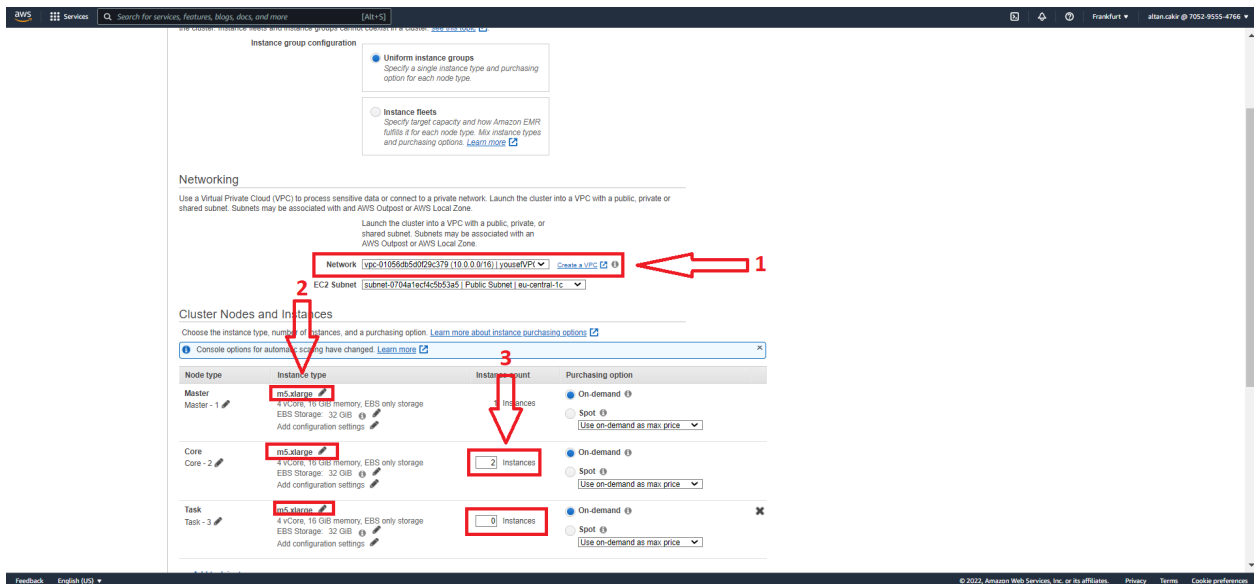 aws Services Search for services, features, blogs, docs, and more [Alt+S] Frankfurt ▼ altan.cakir @ 7052-9555-4766 ▼
the cluster. Instance fleets and instance groups cannot coexist in a cluster. See this topic
Instance group configuration
Uniform instance groups
Specify a single instance type and purchasing
option for each node type.
Instance fleets
Specify target capacity and how Amazon EMR
fulfills it for each node type. Mix instance types
and purchasing options. Learn more
Networking
Use a Virtual Private Cloud (VPC) to process sensitive data or connect to a private network. Launch the cluster into a VPC with a public, private or
shared subnet. Subnets may be associated with and AWS Outpost or AWS Local Zone.
Launch the cluster into a VPC with a public, private, or
shared subnet. Subnets may be associated with an
AWS Outpost or AWS Local Zone.
Network vpc-01056db5d0f29c379 (10.0.0.0/16) | yousefVP( Create a VPC 1
EC2 Subnet subnet-0704a1ecf4c5b53a5 | Public Subnet | eu-central-1c
2
Cluster Nodes and Instances
Choose the instance type, number of instances, and a purchasing option. Learn more about instance purchasing options
Console options for automatic scaling have changed. Learn more ×
3
Node type Instance type Instance count Purchasing option
Master m5.xlarge On-demand
Master - 1 4 vCore, 16 GiB memory, EBS only storage 1 Instances
EBS Storage: 32 GiB Spot
Add configuration settings Use on-demand as max price
Core m5.xlarge On-demand
Core - 2 4 vCore, 16 GiB memory, EBS only storage 2 Instances
EBS Storage: 32 GiB Spot
Add configuration settings Use on-demand as max price
Task m5.xlarge On-demand
Task - 3 4 vCore, 16 GiB memory, EBS only storage 0 Instances
EBS Storage: 32 GiB Spot
Add configuration settings Use on-demand as max price
Feedback English (US) ▼ © 2022, Amazon Web Services, Inc. or its affiliates. Privacy Terms Cookie preferences